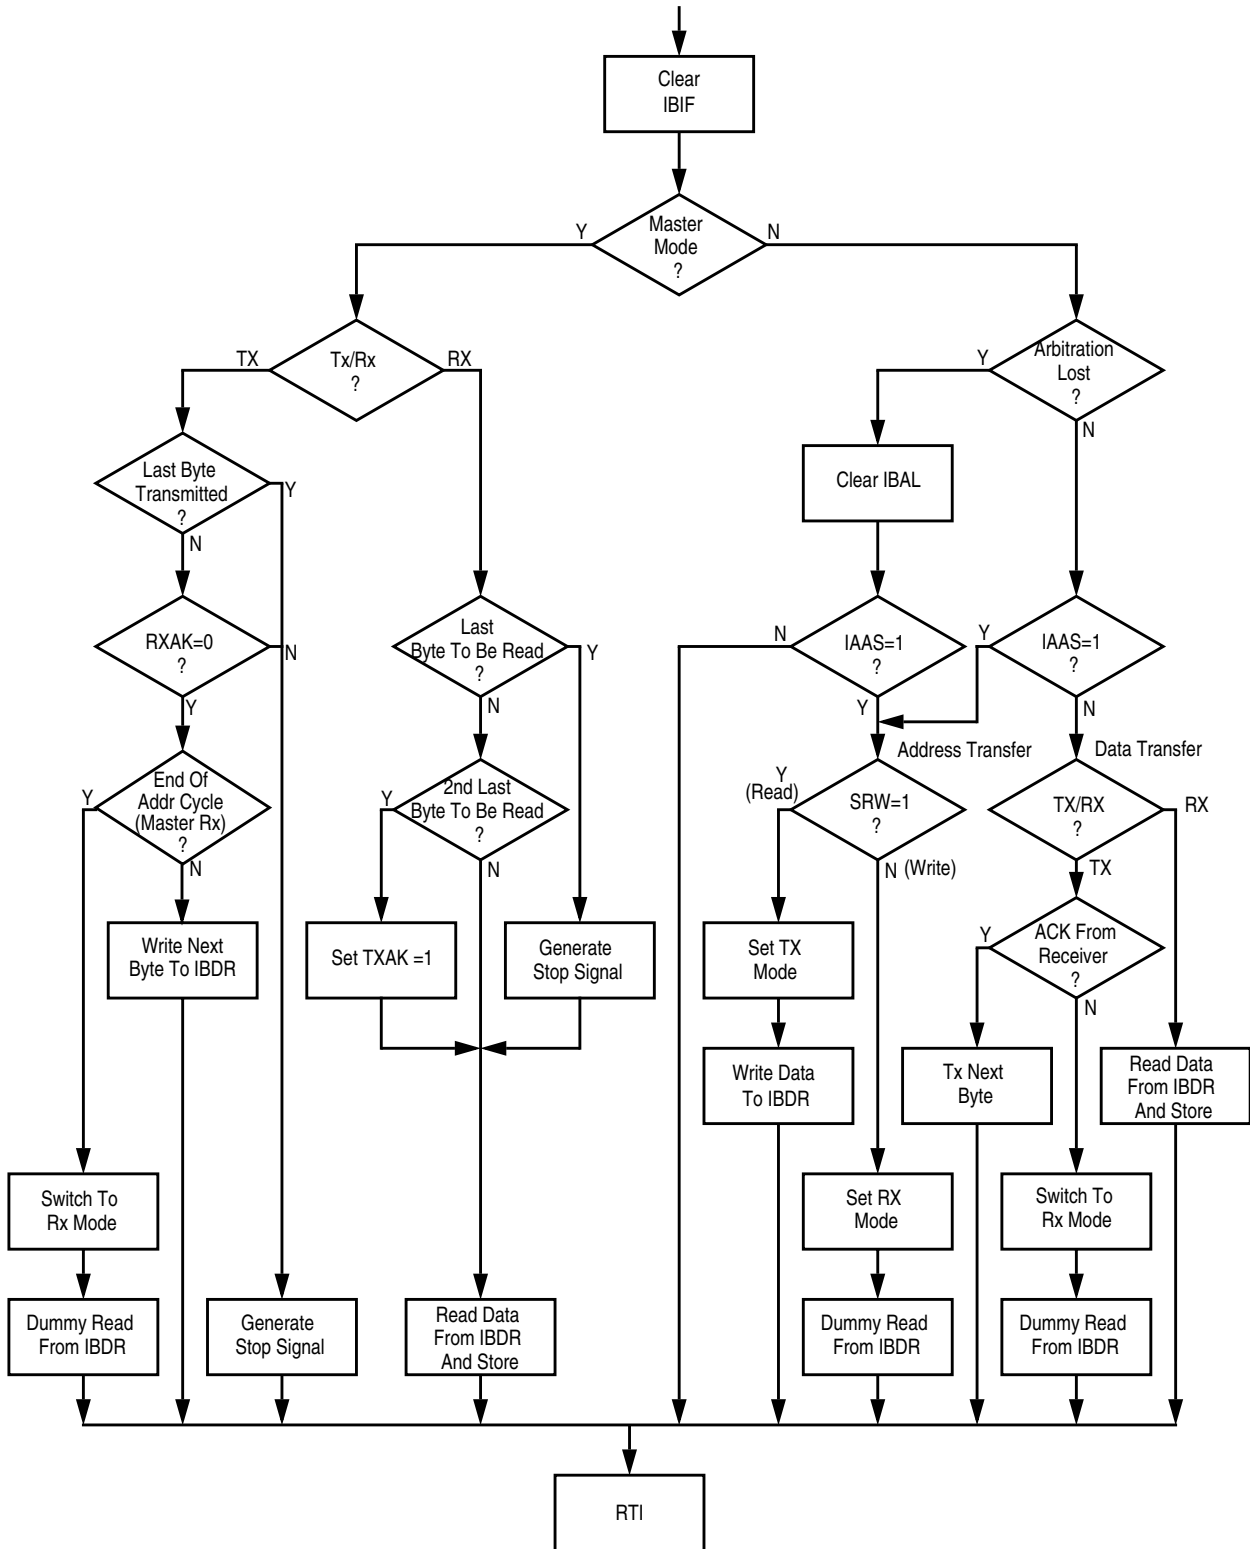 Clear
IBIF
Master
Mode
?
Y
N
Tx/Rx
?
TX
RX
Arbitration
Lost
?
Y
N
Last Byte
Transmitted
?
Y
N
Clear IBAL
RXAK=0
?
N
Y
Last
Byte To Be Read
?
Y
N
IAAS=1
?
N
Y
IAAS=1
?
Y
N
Address Transfer
Data Transfer
End Of
Addr Cycle
(Master Rx)
?
Y
N
2nd Last
Byte To Be Read
?
Y
N
Y
(Read)
SRW=1
?
N (Write)
TX/RX
?
RX
TX
Write Next
Byte To IBDR
Set TXAK =1
Generate
Stop Signal
Set TX
Mode
ACK From
Receiver
?
Y
N
Write Data
To IBDR
Tx Next
Byte
Read Data
From IBDR
And Store
Switch To
Rx Mode
Set RX
Mode
Switch To
Rx Mode
Dummy Read
From IBDR
Generate
Stop Signal
Read Data
From IBDR
And Store
Dummy Read
From IBDR
Dummy Read
From IBDR
RTI